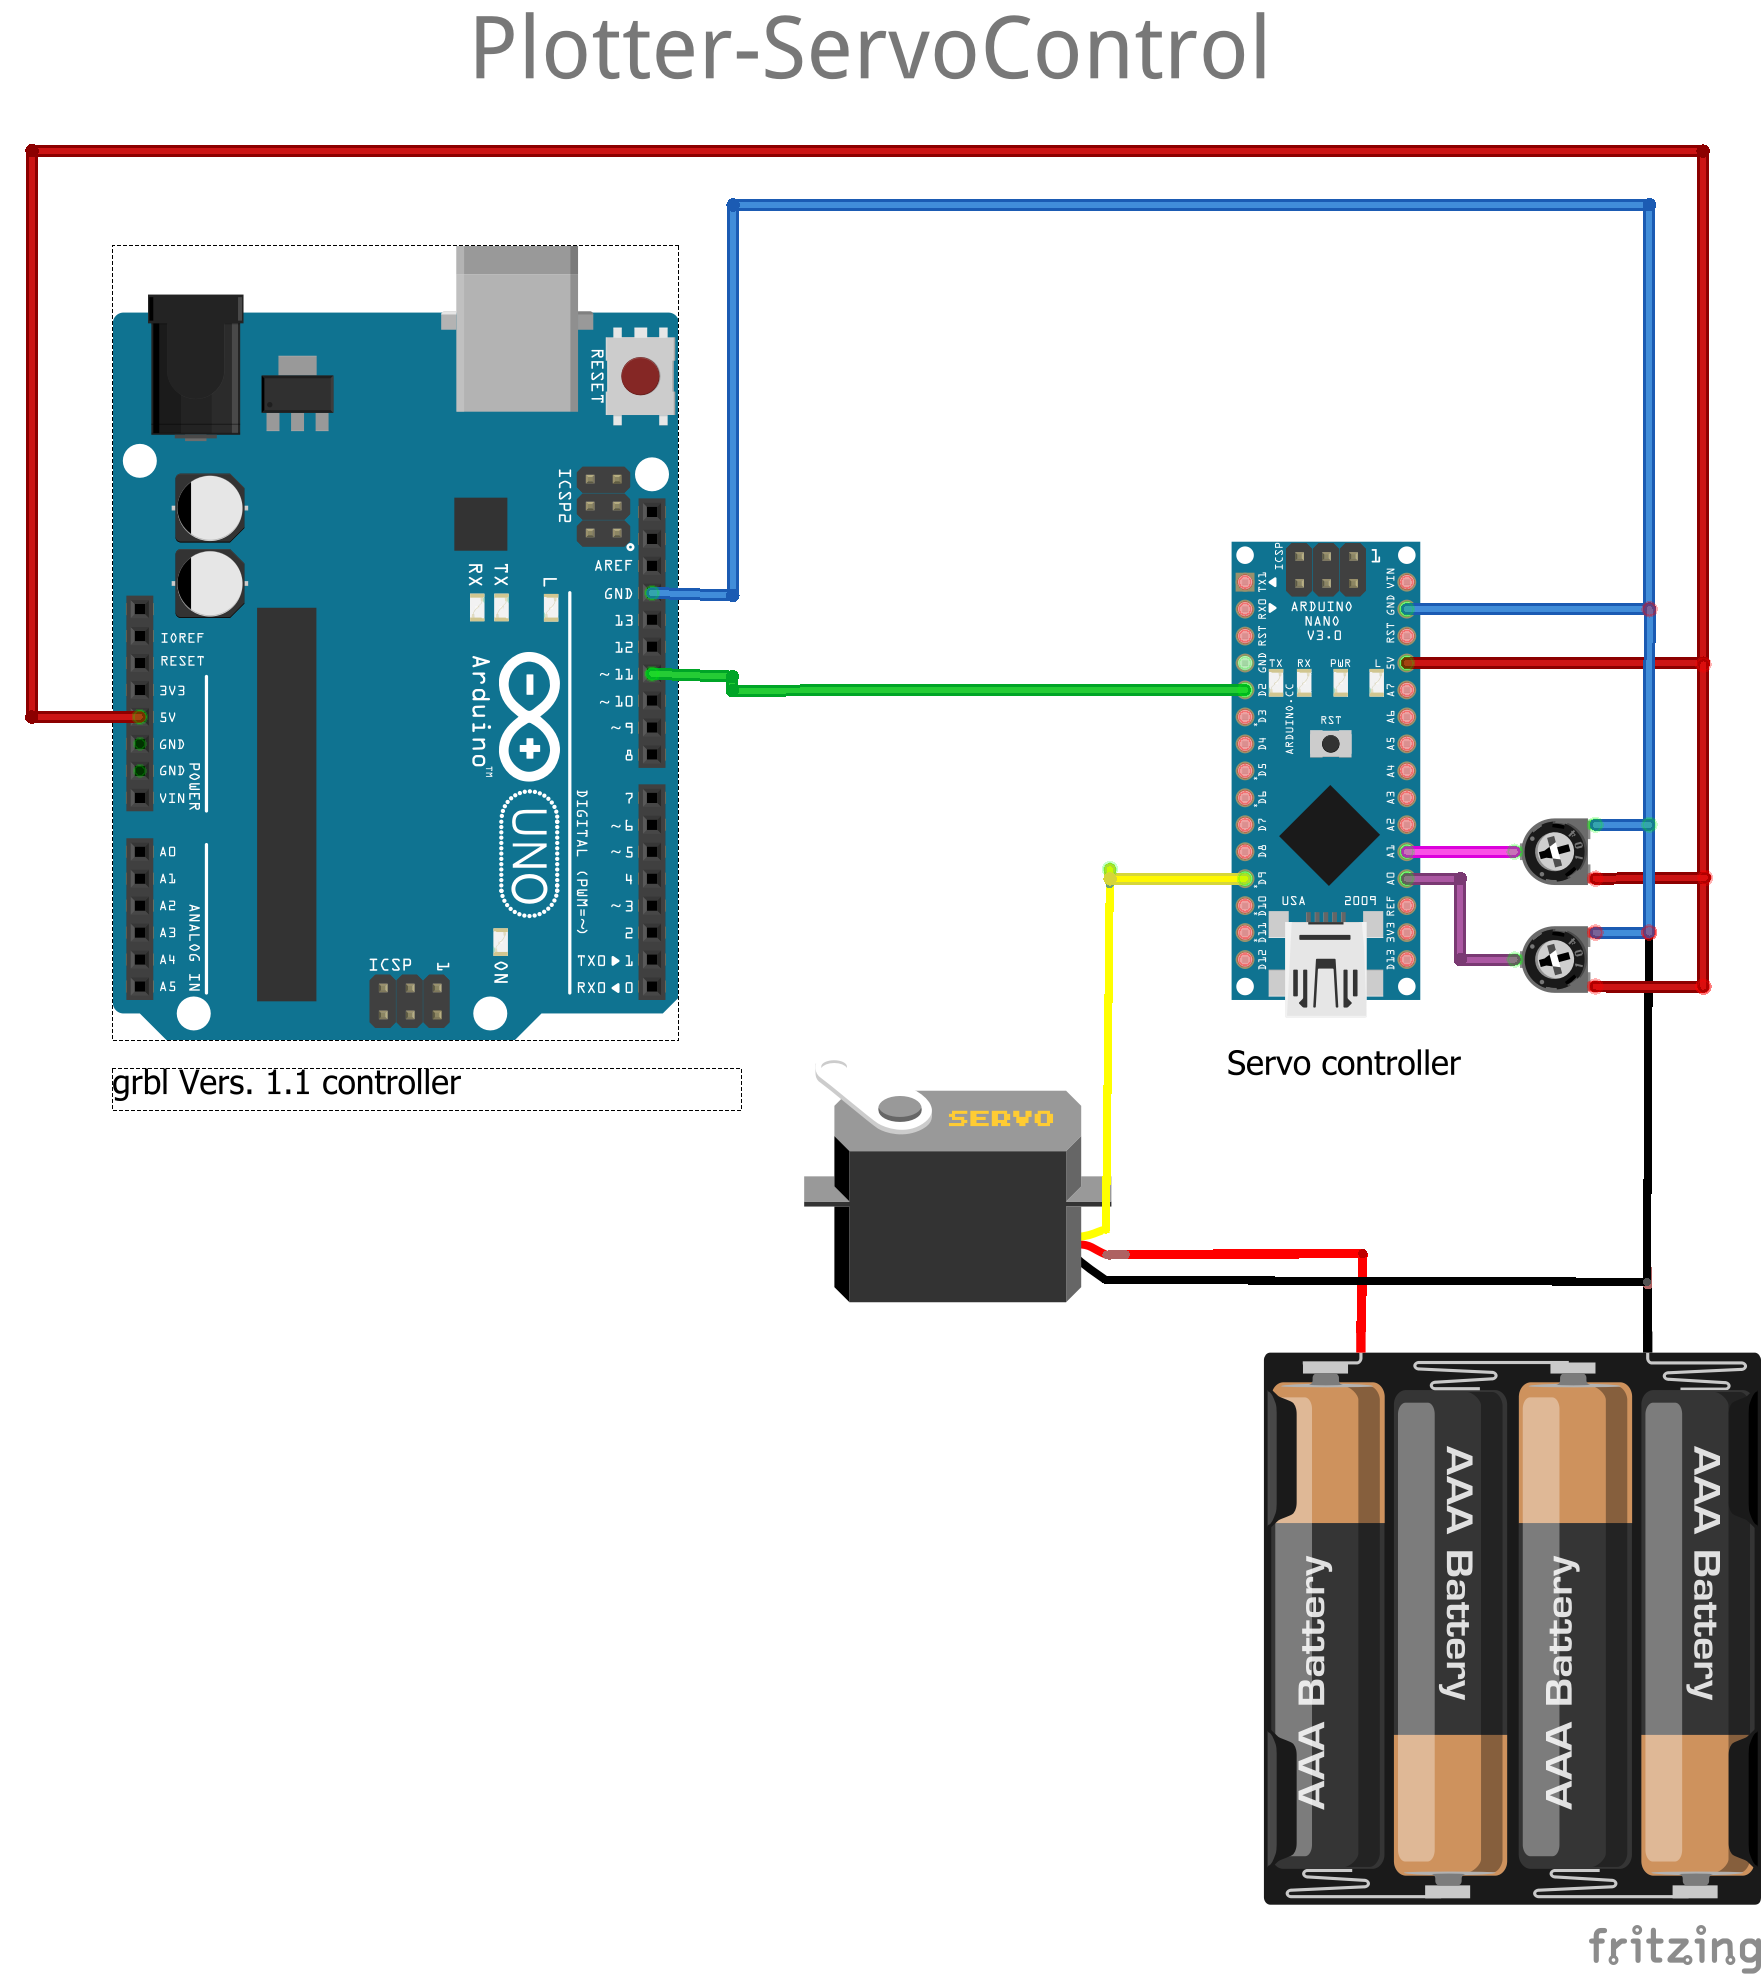 Plotter-ServoControl
RESET
ICSP2
AREF
GND
13
12
~11
~10
~9
8
RX
TX
L
IOREF
RESET
3V3
5V
GND
GND
VIN
POWER
Arduino™
UNO
DIGITAL (PWM=~)
7
~6
~5
4
~3
2
TX0▶1
RX0◀0
A0
A1
A2
A3
A4
A5
ANALOG IN
ICSP
1
ON
grbl Vers. 1.1 controller
ICSP
1
ARDUINO
NANO
V3.0
TX1
RX0
RST
GND
D2
D3
D4
D5
D6
D7
D8
D9
D10
D11
D12
TX
RX
PWR
L
ARDUINO.CC
RST
USA
2009
VIN
GND
RST
5V
A7
A6
A5
A4
A3
A2
A1
A0
REF
3V3
D13
Servo controller
SERVO
AAA Battery
AAA Battery
AAA Battery
AAA Battery
fritzing